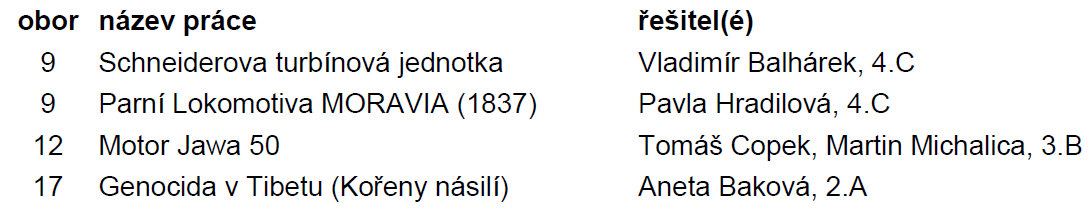 obor název práce řešitel(é)
9 Schneiderova turbínová jednotka Vladimír Balhárek, 4.C
9 Parní Lokomotiva MORAVIA (1837) Pavla Hradilová, 4.C
12 Motor Jawa 50 Tomáš Copek, Martin Michalica, 3.B
17 Genocida v Tibetu (Kořeny násilí) Aneta Baková, 2.A